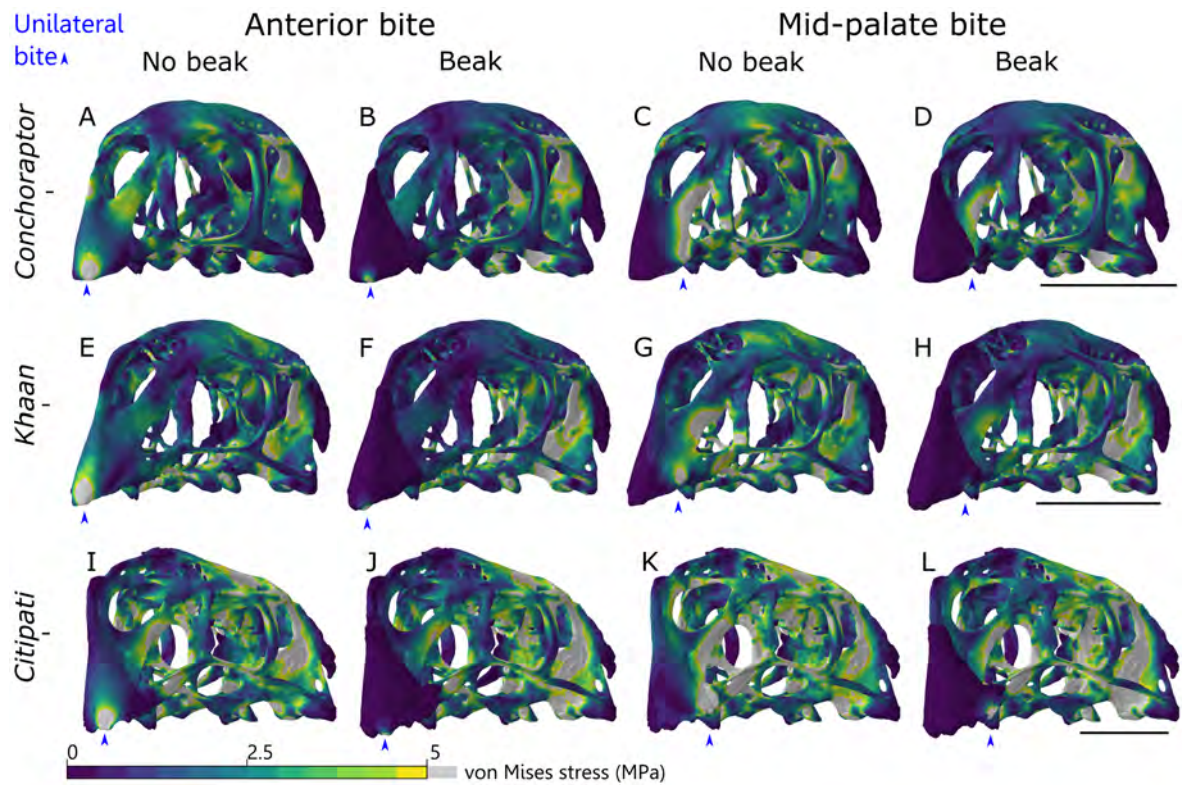 Unilateral
bite
Anterior bite
Mid-palate bite
No beak
Beak
No beak
Beak
Conchoraptor -
A
B
C
D
Khaan -
E
F
G
H
Citipati -
I
J
K
L
0
2.5
5
von Mises stress (MPa)